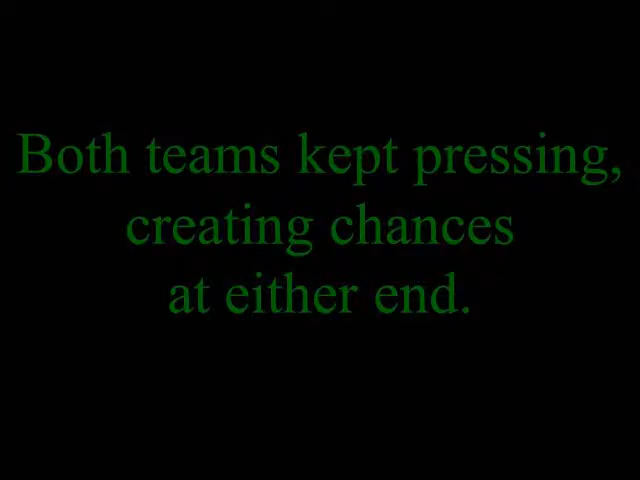 Both teams kept pressing,
creating chances
at either end.